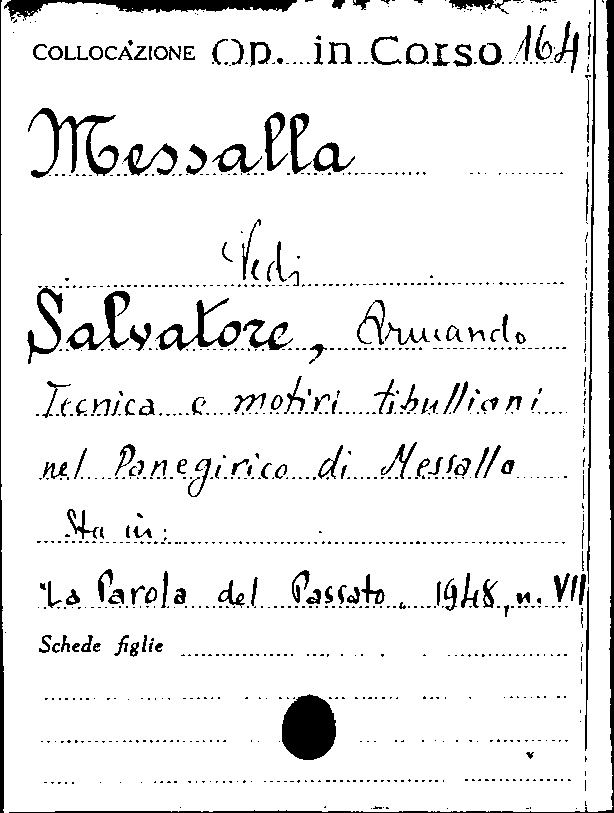 COLLOCAZIONE Op. in Corso 164
Messalla
Vedi
Salvatore, Armando
Tecnica e motivi tibulliani
nel Panegirico di Messalla
Sta in:
"La Parola del Passato„ 1948, n. VII
Schede figlie